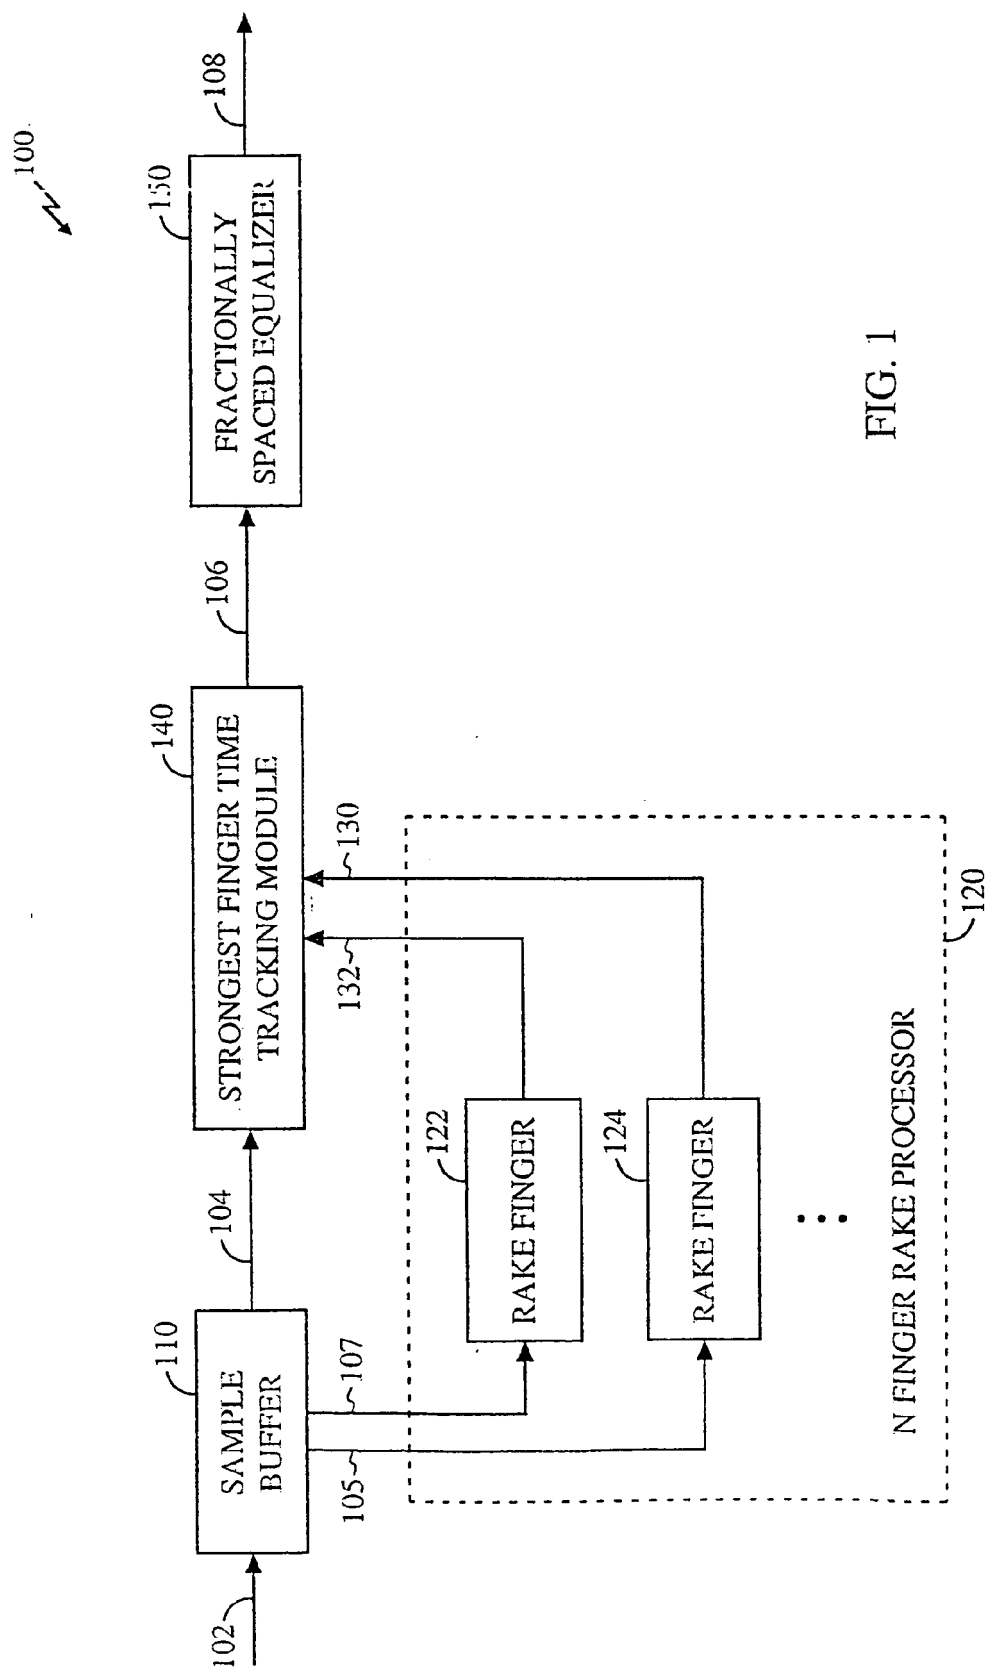 100
102
110
SAMPLE
BUFFER
104
140
STRONGEST FINGER TIME
TRACKING MODULE
106
150
FRACTIONALLY
SPACED EQUALIZER
108
105
107
132
130
122
RAKE FINGER
124
RAKE FINGER
...
N FINGER RAKE PROCESSOR
120
FIG. 1